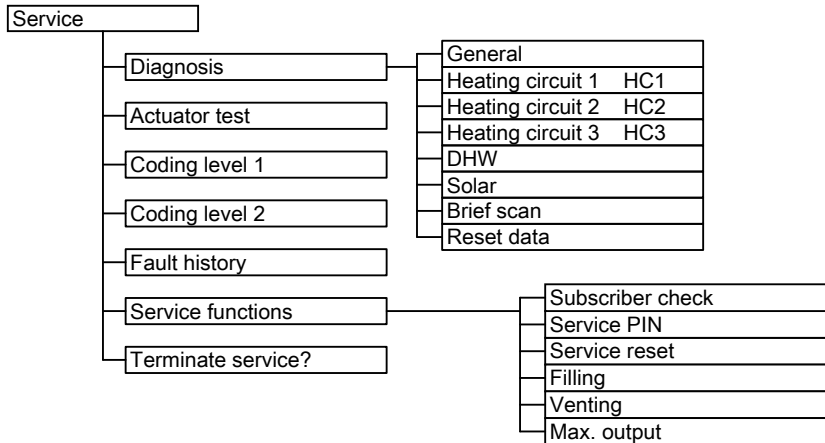 Service
Diagnosis
General
Heating circuit 1 HC1
Heating circuit 2 HC2
Heating circuit 3 HC3
DHW
Solar
Brief scan
Reset data
Actuator test
Coding level 1
Coding level 2
Fault history
Service functions
Subscriber check
Service PIN
Service reset
Filling
Venting
Max. output
Terminate service?